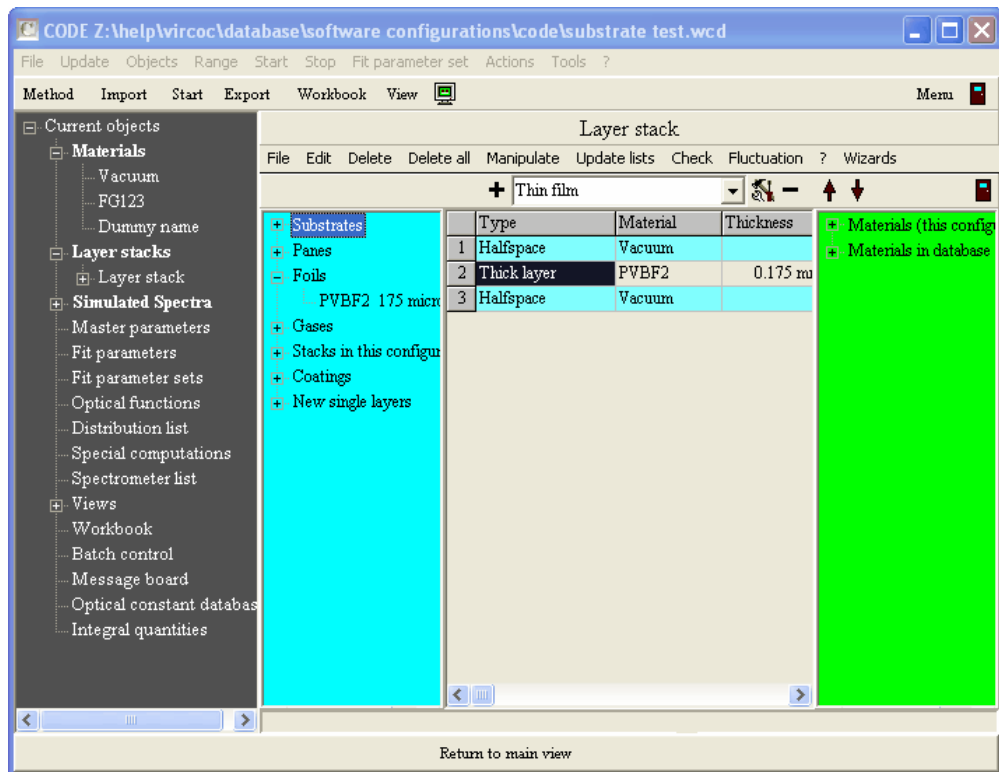 CODE Z:\help\vircoc\database\software configurations\code\substrate test.wcd
File Update Objects Range Start Stop Fit parameter set Actions Tools ?
Method Import Start Export Workbook View Menu
Current objects
Materials
Vacuum
FG123
Dummy name
Layer stacks
Layer stack
Simulated Spectra
Master parameters
Fit parameters
Fit parameter sets
Optical functions
Distribution list
Special computations
Spectrometer list
Views
Workbook
Batch control
Message board
Optical constant databas
Integral quantities
Layer stack
File Edit Delete Delete all Manipulate Update lists Check Fluctuation ? Wizards
+ Thin film −
Substrates
Panes
Foils
PVBF2 175 micr
Gases
Stacks in this configur
Coatings
New single layers
Type Material Thickness
1 Halfspace Vacuum
2 Thick layer PVBF2 0.175 mu
3 Halfspace Vacuum
Materials (this config
Materials in database
Return to main view